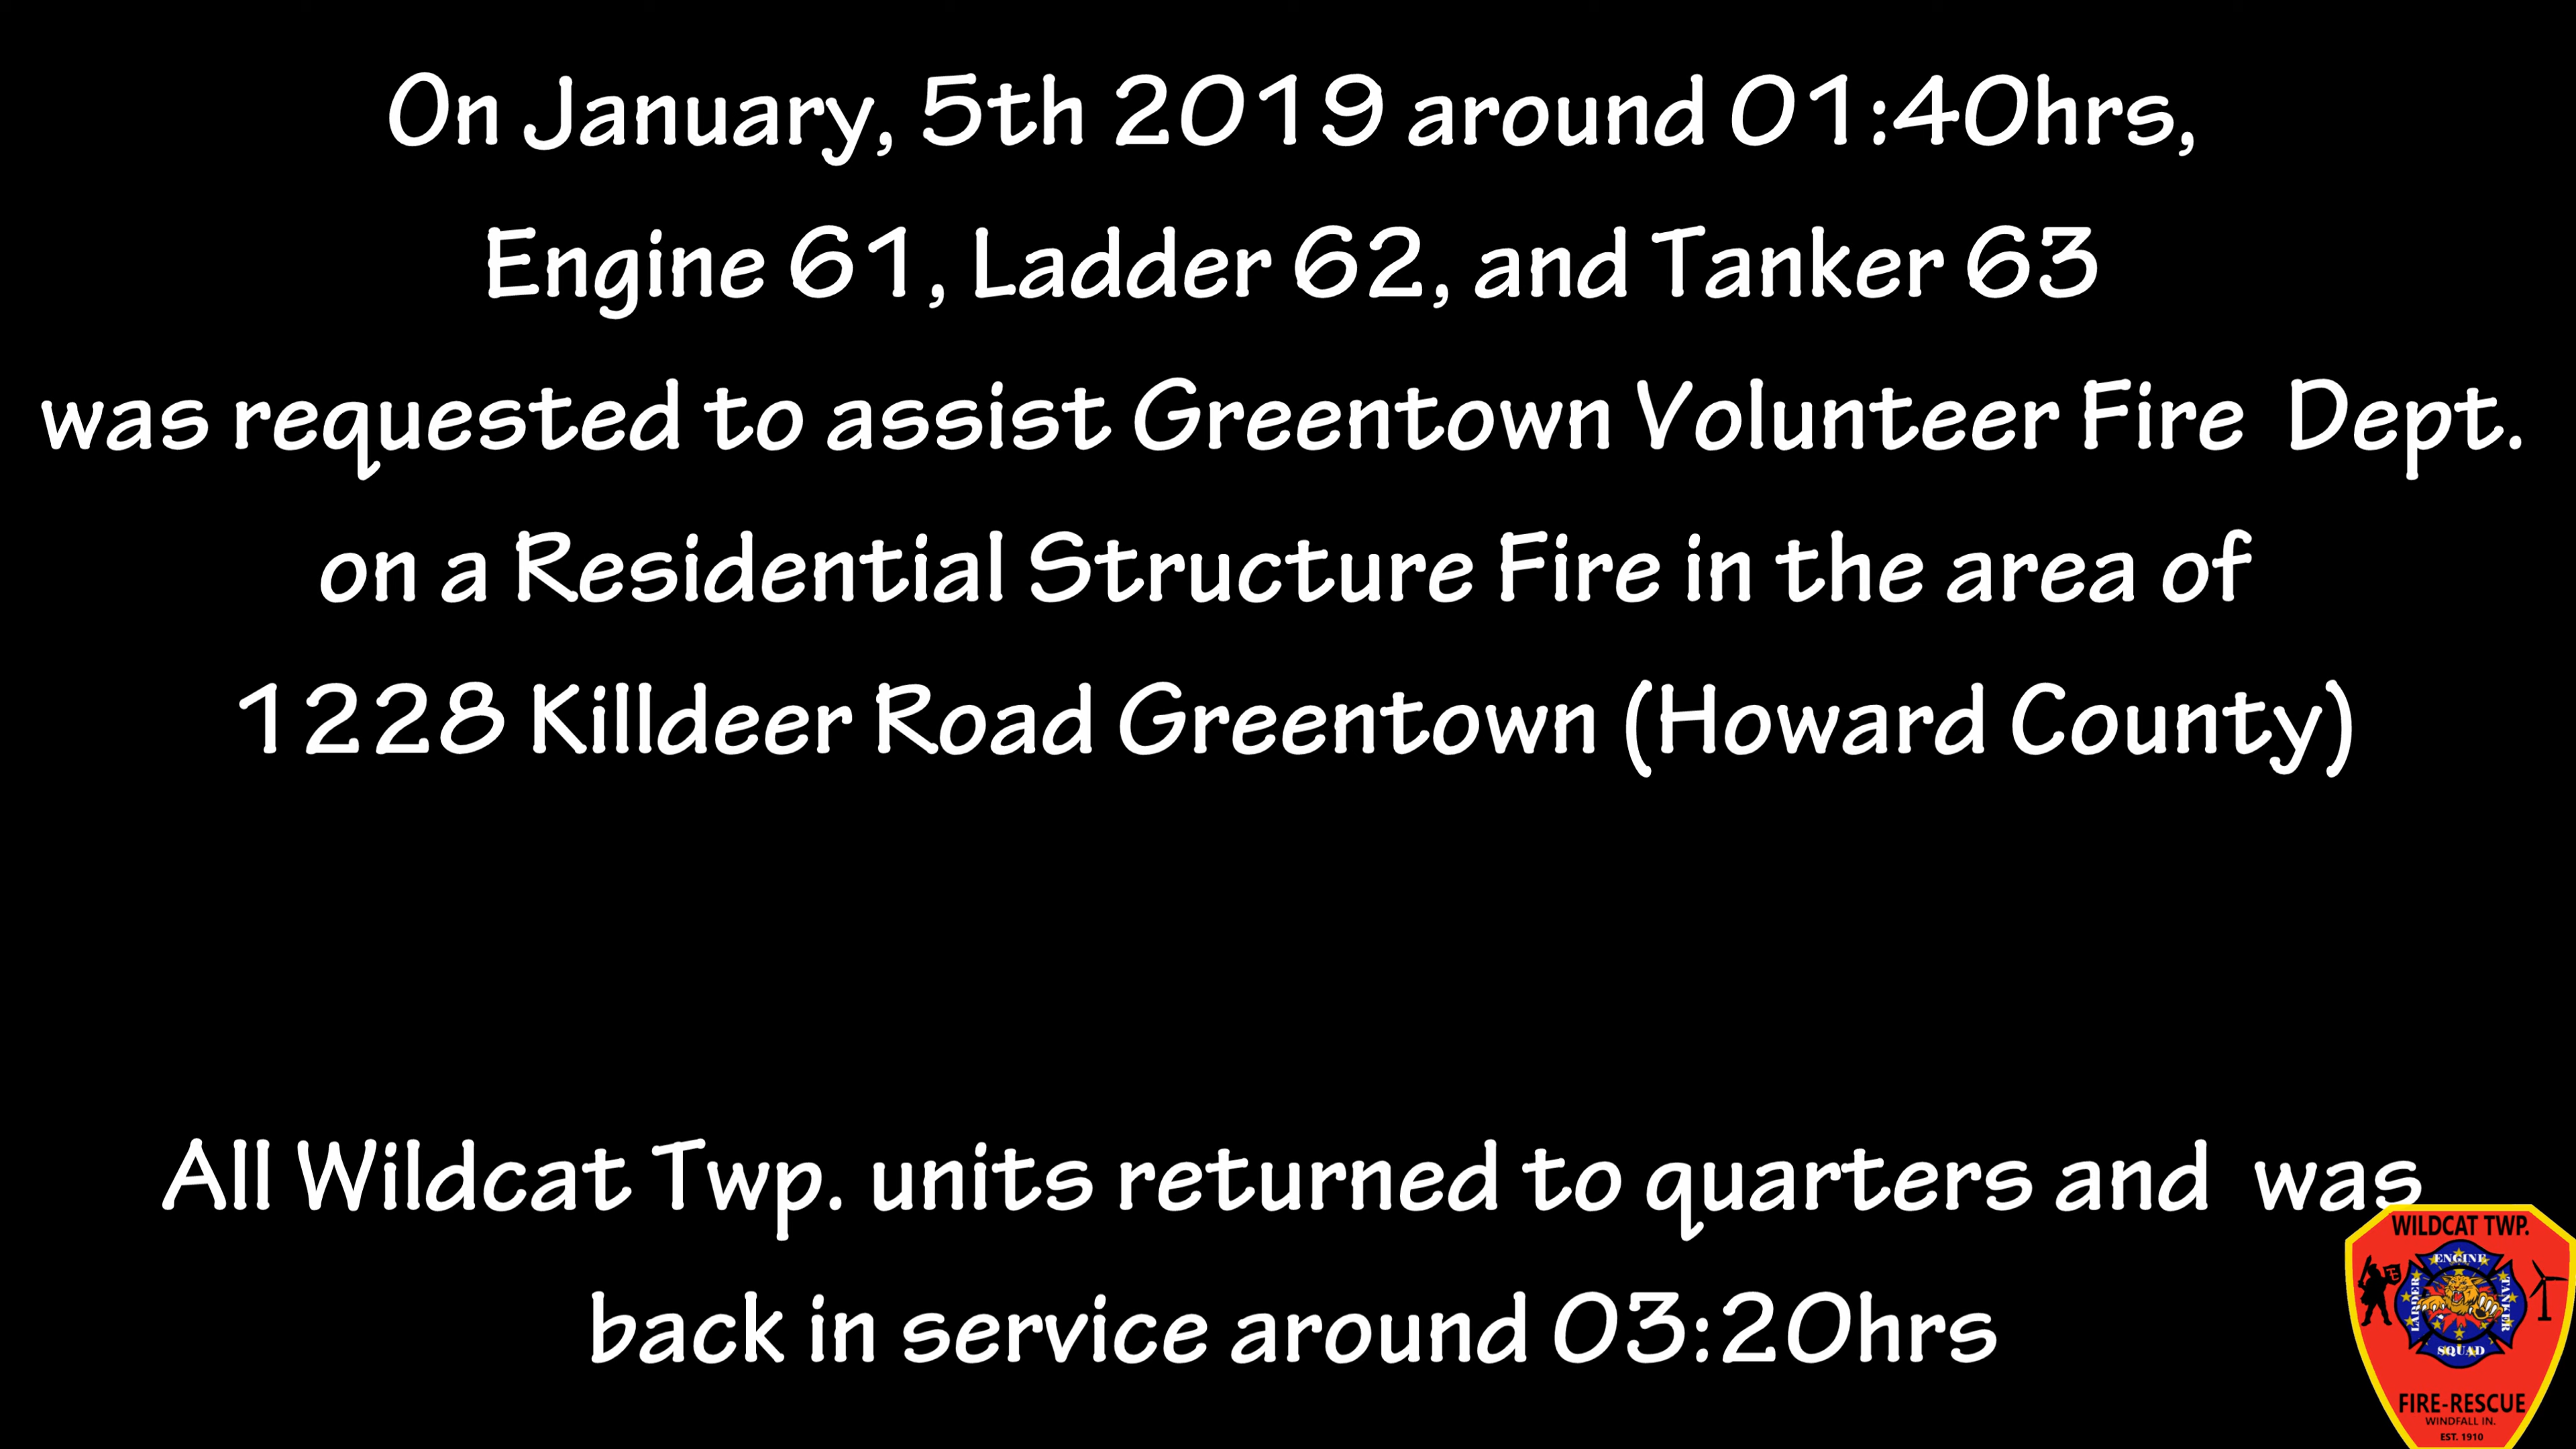 On January, 5th 2019 around 01:40hrs,
Engine 61, Ladder 62, and Tanker 63
was requested to assist Greentown Volunteer Fire Dept.
on a Residential Structure Fire in the area of
1228 Killdeer Road Greentown (Howard County)
All Wildcat Twp. units returned to quarters and was
back in service around 03:20hrs
WILDCAT TWP.
ENGINE
LADDER
TANKER
SQUAD
FIRE-RESCUE
WINDFALL IN.
EST. 1910